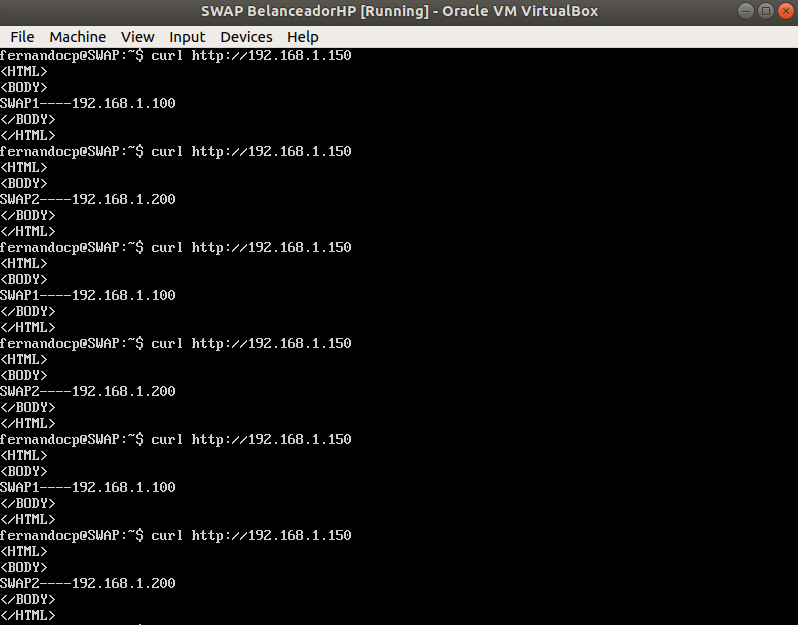 SWAP BelanceadorHP [Running] - Oracle VM VirtualBox
File Machine View Input Devices Help
fernandocp@SWAP:~$ curl http://192.168.1.150
<HTML>
<BODY>
SWAP1----192.168.1.100
</BODY>
</HTML>
fernandocp@SWAP:~$ curl http://192.168.1.150
<HTML>
<BODY>
SWAP2----192.168.1.200
</BODY>
</HTML>
fernandocp@SWAP:~$ curl http://192.168.1.150
<HTML>
<BODY>
SWAP1----192.168.1.100
</BODY>
</HTML>
fernandocp@SWAP:~$ curl http://192.168.1.150
<HTML>
<BODY>
SWAP2----192.168.1.200
</BODY>
</HTML>
fernandocp@SWAP:~$ curl http://192.168.1.150
<HTML>
<BODY>
SWAP1----192.168.1.100
</BODY>
</HTML>
fernandocp@SWAP:~$ curl http://192.168.1.150
<HTML>
<BODY>
SWAP2----192.168.1.200
</BODY>
</HTML>